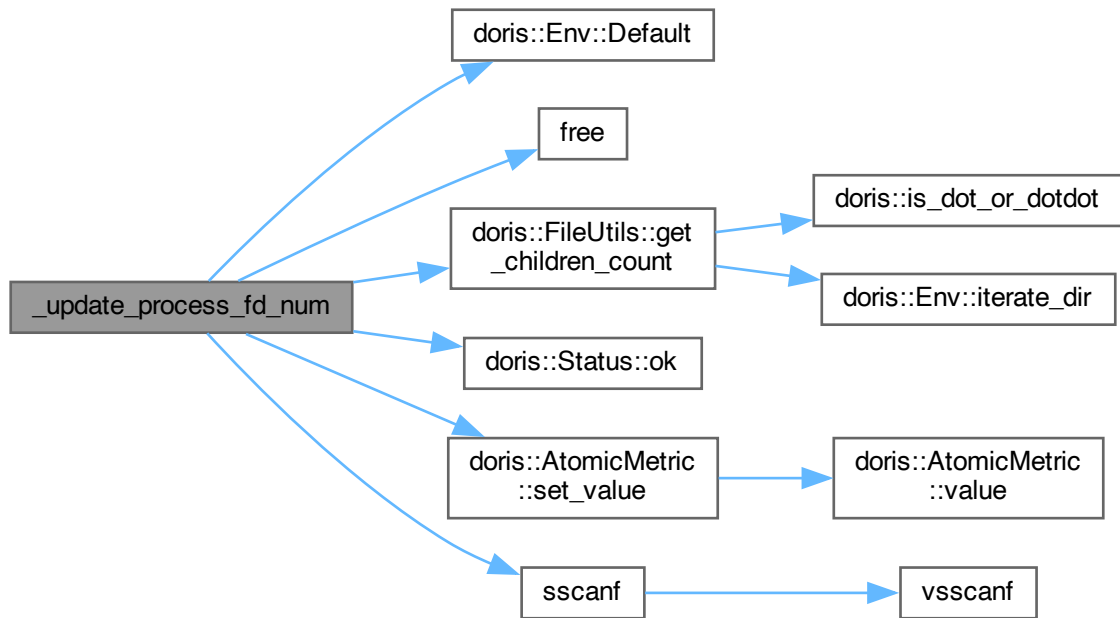 doris::Env::Default
free
doris::is_dot_or_dotdot
doris::FileUtils::get
_children_count
doris::Env::iterate_dir
_update_process_fd_num
doris::Status::ok
doris::AtomicMetric
::set_value
doris::AtomicMetric
::value
sscanf
vsscanf